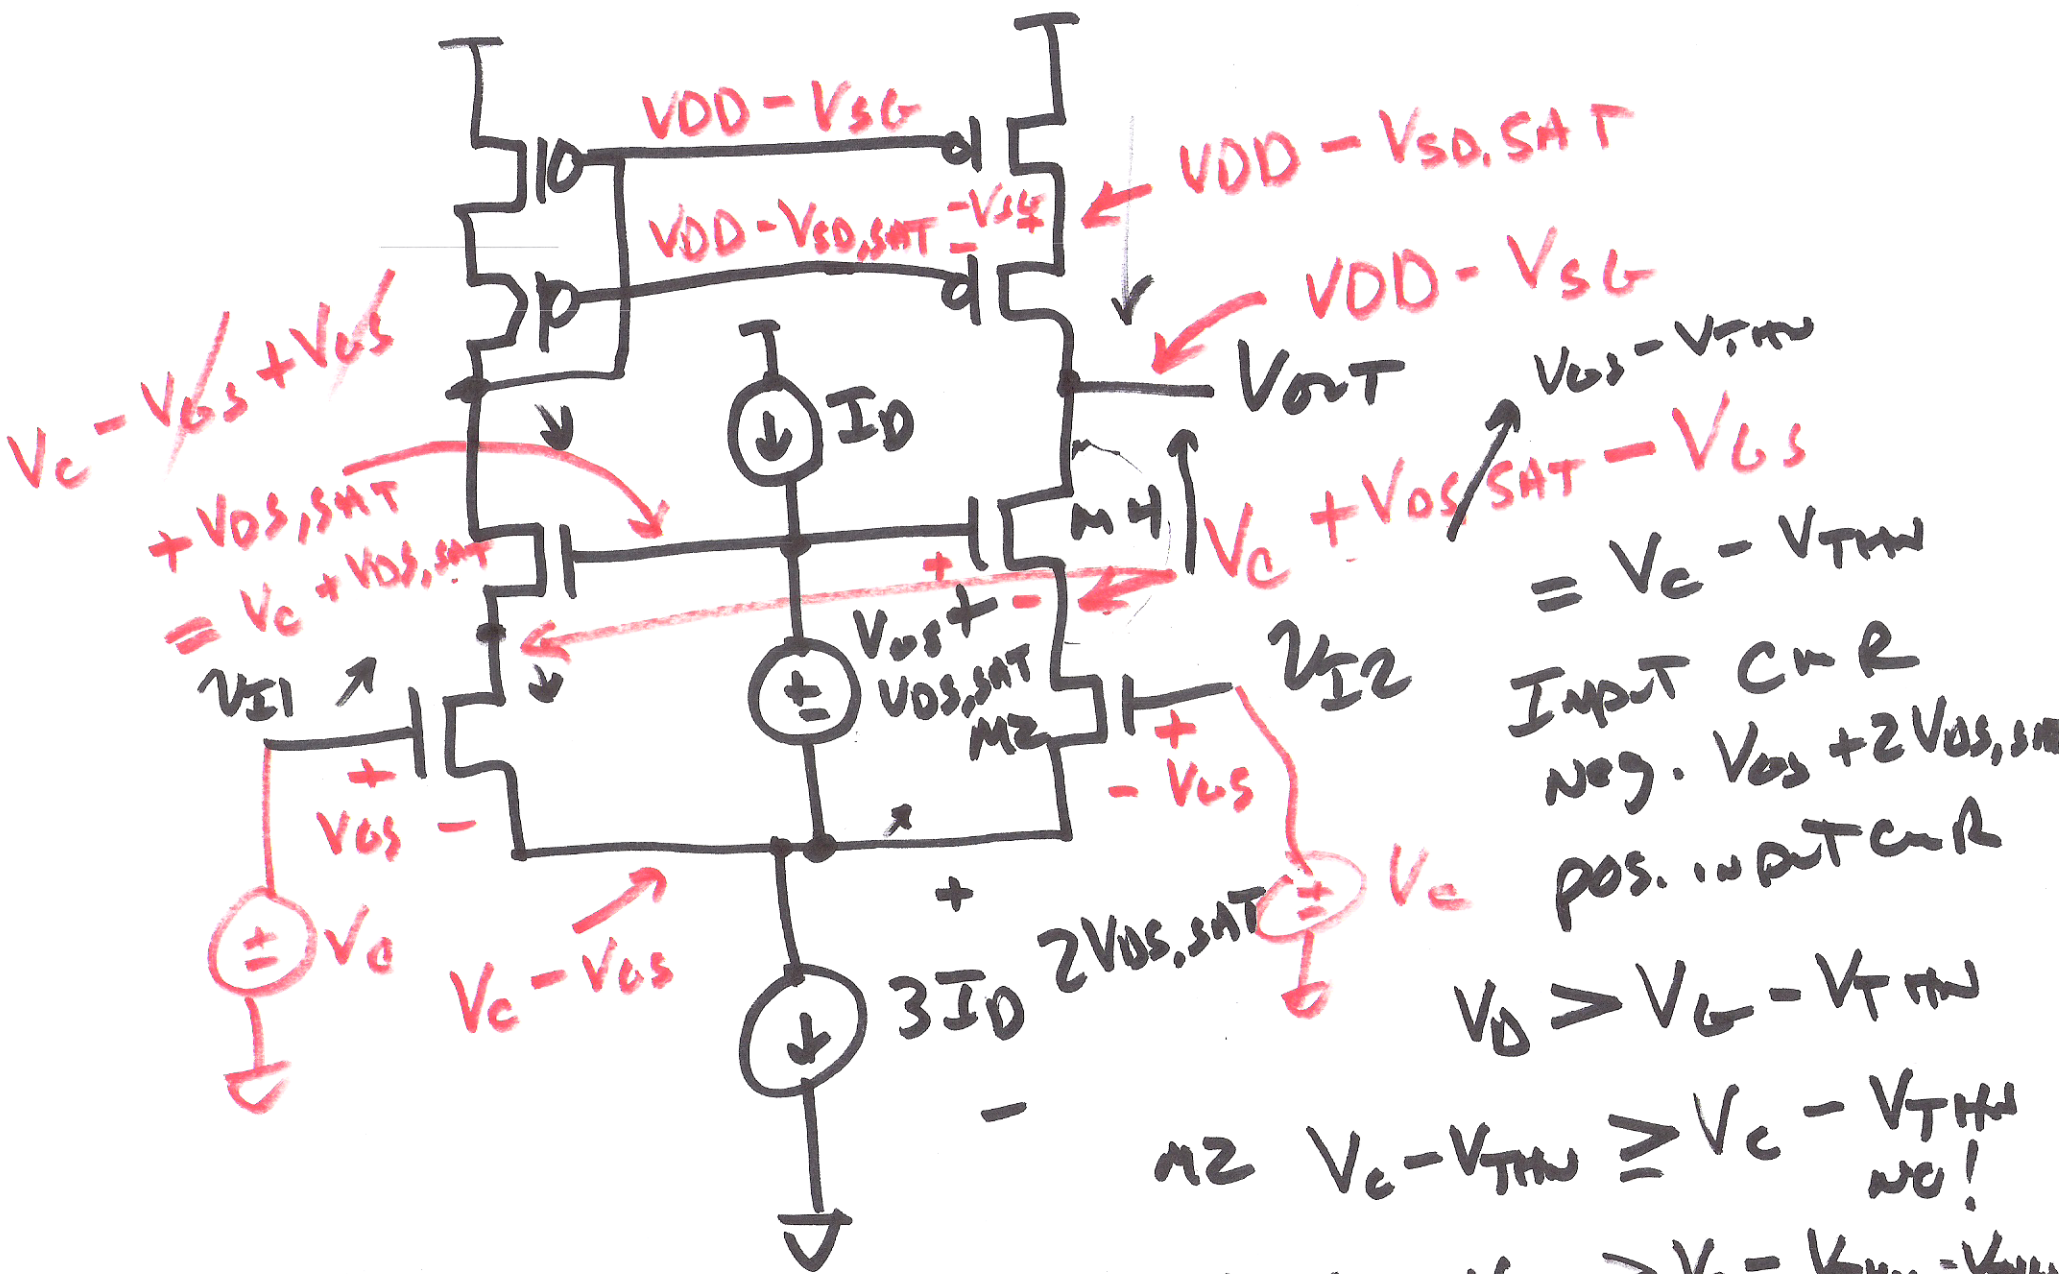 VDD - VSG
VDD - VSD,SAT
VDD - VSD,SAT - VSG
+
-
VDD - VSG
VOUT
VGS - VTHN
VC - VGS + VGS
+ VDS,SAT
= VC + VDS,SAT
ID
M4
VC + VDS,SAT - VGS
= VC - VTHN
+
-
VGS +
VDS,SAT
±
M2
VI1
VI2
INPUT CMR
Neg. VGS + 2VDS,SAT
POS. INPUT CMR
+
VGS -
+
- VGS
VC - VGS
± VC
± VC
+
2VDS,SAT
-
3ID
VD > VG - VTHN
M2 VC - VTHN ≥ VC - VTHN
NO!